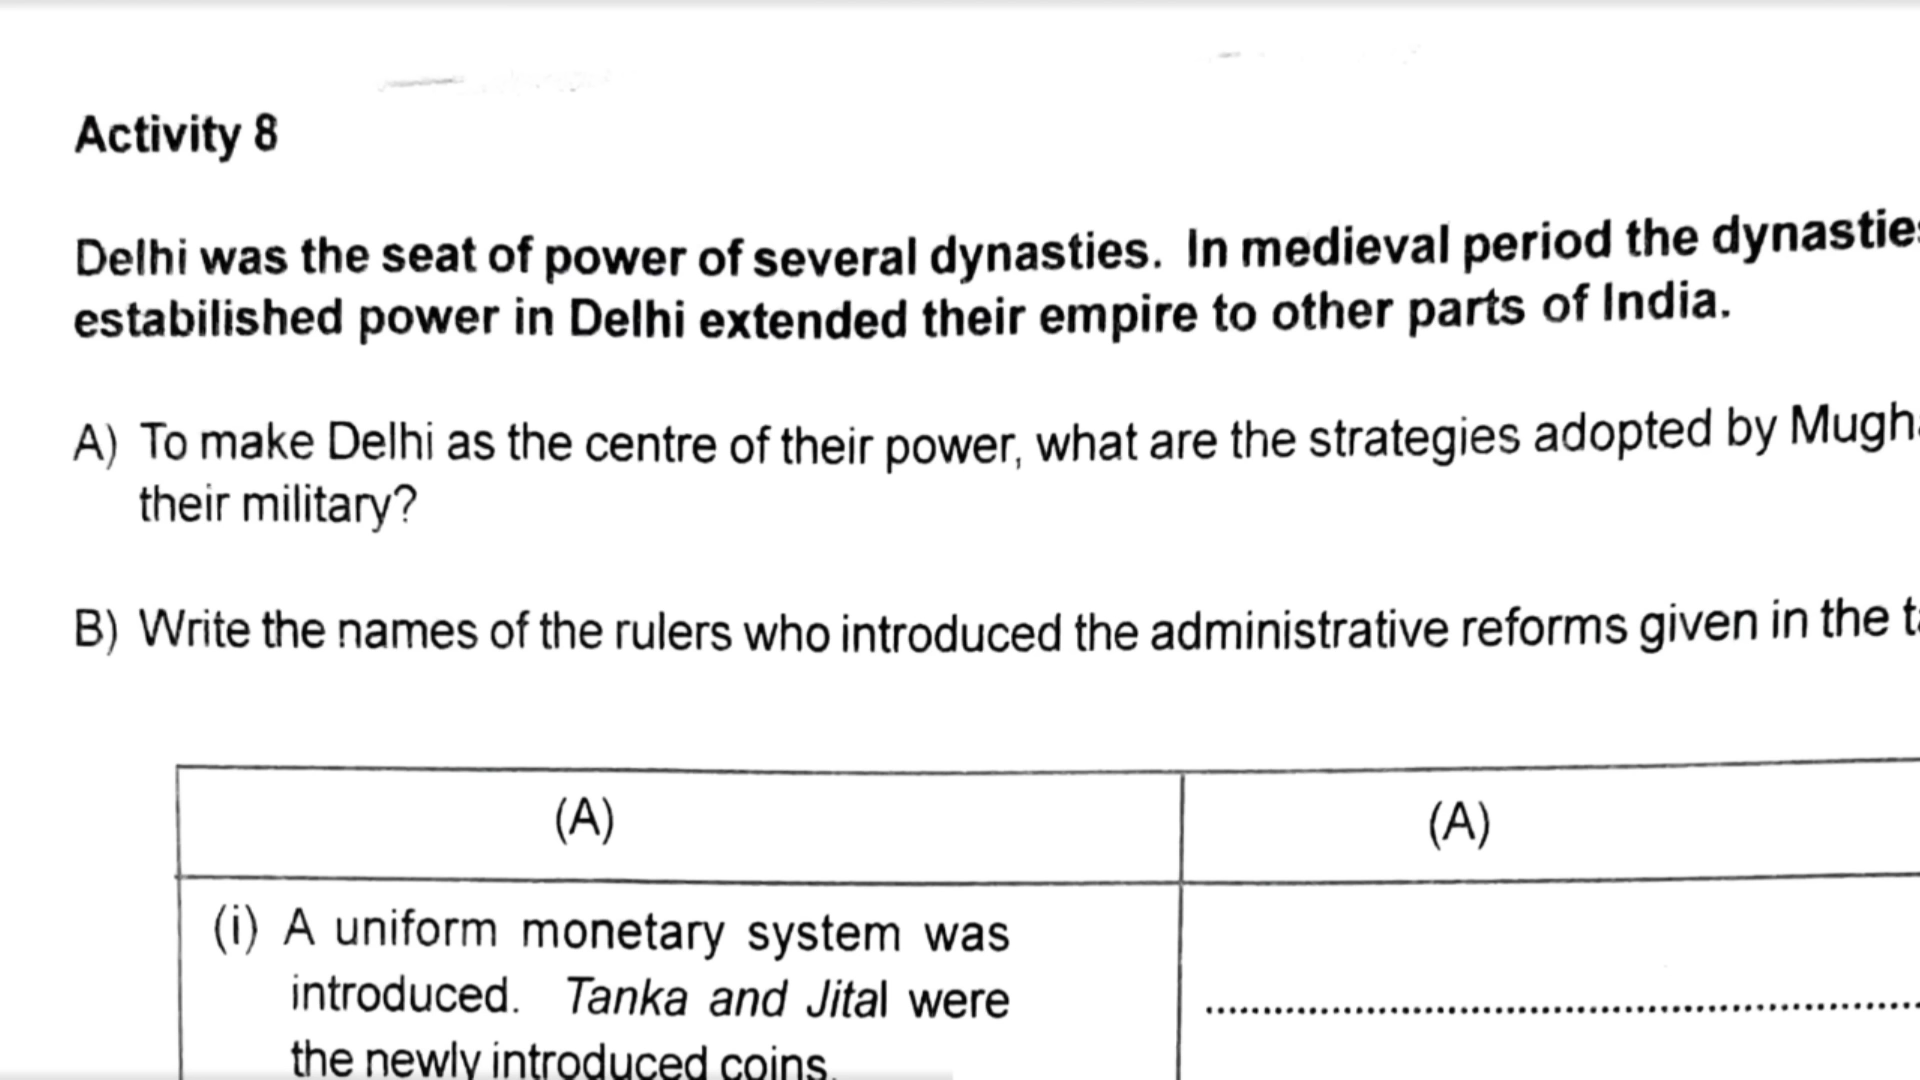 Activity 8
Delhi was the seat of power of several dynasties. In medieval period the
estabilished power in Delhi extended their empire to other parts of India.
A) To make Delhi as the centre of their power, what are the strategies adopted by
their military?
B) Write the names of the rulers who introduced the administrative reforms given in the
(A) (A)
(i) A uniform monetary system was
introduced. Tanka and Jital were
the newly introduced coins.